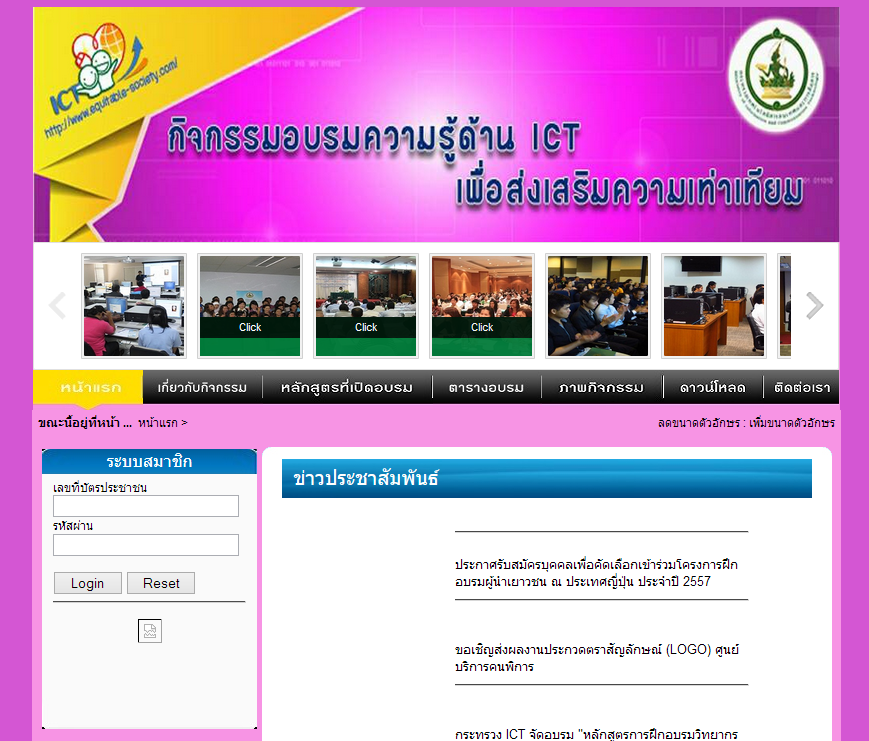 ICT
http://www.equitable-society.com/
กิจกรรมอบรมความรู้ด้าน ICT
เพื่อส่งเสริมความเท่าเทียม
Click
Click
Click
หน้าแรก
เกี่ยวกับกิจกรรม
หลักสูตรที่เปิดอบรม
ตารางอบรม
ภาพกิจกรรม
ดาวน์โหลด
ติดต่อเรา
ขณะนี้อยู่ที่หน้า ... หน้าแรก >
ลดขนาดตัวอักษร : เพิ่มขนาดตัวอักษร
ระบบสมาชิก
เลขที่บัตรประชาชน
รหัสผ่าน
Login
Reset
ข่าวประชาสัมพันธ์
ประกาศรับสมัครบุคคลเพื่อคัดเลือกเข้าร่วมโครงการฝึก
อบรมผู้นำเยาวชน ณ ประเทศญี่ปุ่น ประจำปี 2557
ขอเชิญส่งผลงานประกวดตราสัญลักษณ์ (LOGO) ศูนย์
บริการคนพิการ
กระทรวง ICT จัดอบรม "หลักสูตรการฝึกอบรมวิทยากร